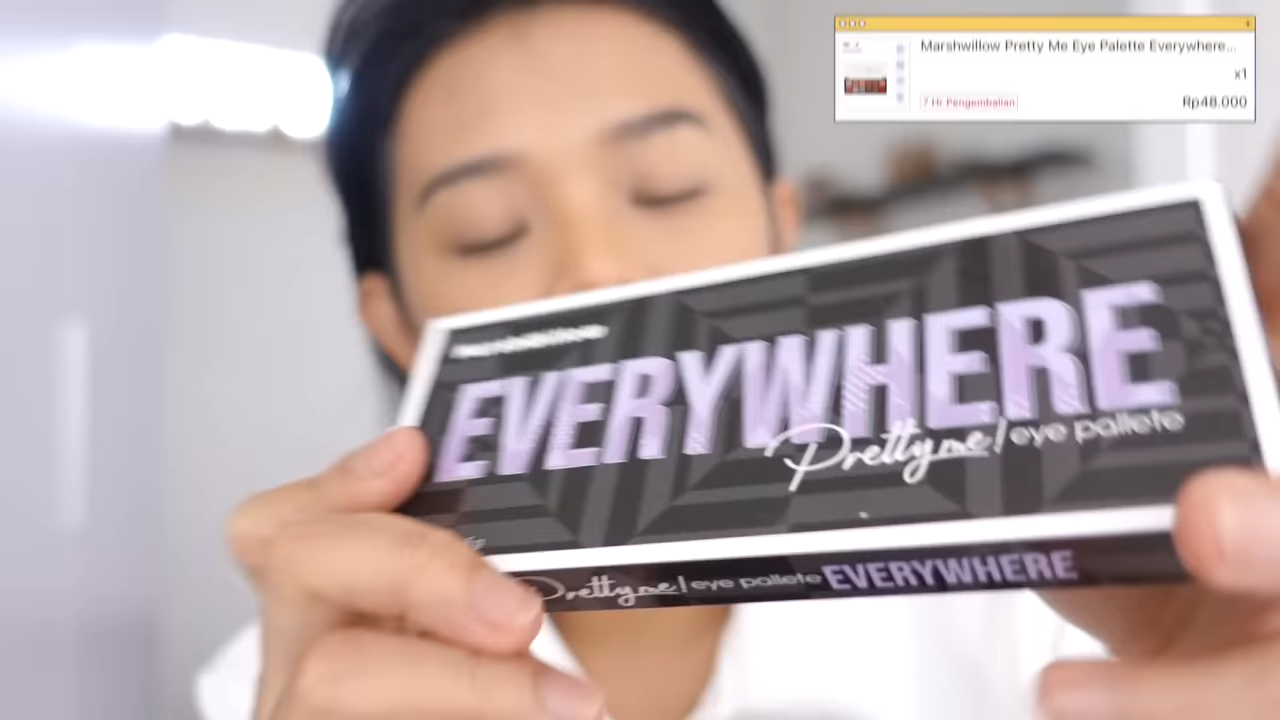 Marshwillow Pretty Me Eye Palette Everywhere...
x1
7 Hr Pengembalian
Rp48.000
EVERYWHERE
Prettyme/eye pallete
Prettyme/eye pallete EVERYWHERE